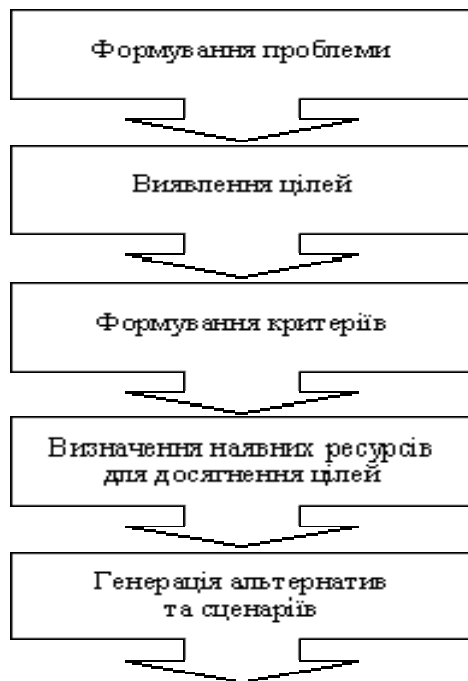 Формування проблеми
Виявлення цілей
Формування критеріїв
Визначення наявних ресурсів
для досягнення цілей
Генерація альтернатив
та сценаріїв